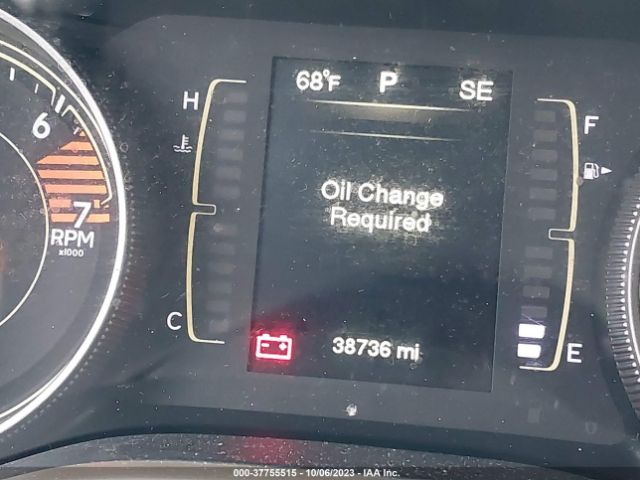 68°F P SE
H
F
6
Oil Change
Required
7
RPM
x1000
C
38736 mi
E
000-37755515 - 10/06/2023 - IAA Inc.